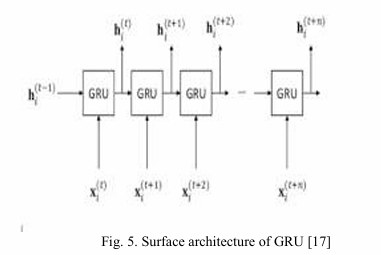 h_i^(t) h_i^(t+1) h_i^(t+2) h_i^(t+n)
h_i^(t-1) GRU GRU GRU – GRU
x_i^(t) x_i^(t+1) x_i^(t+2) x_i^(t+n)
Fig. 5. Surface architecture of GRU [17]